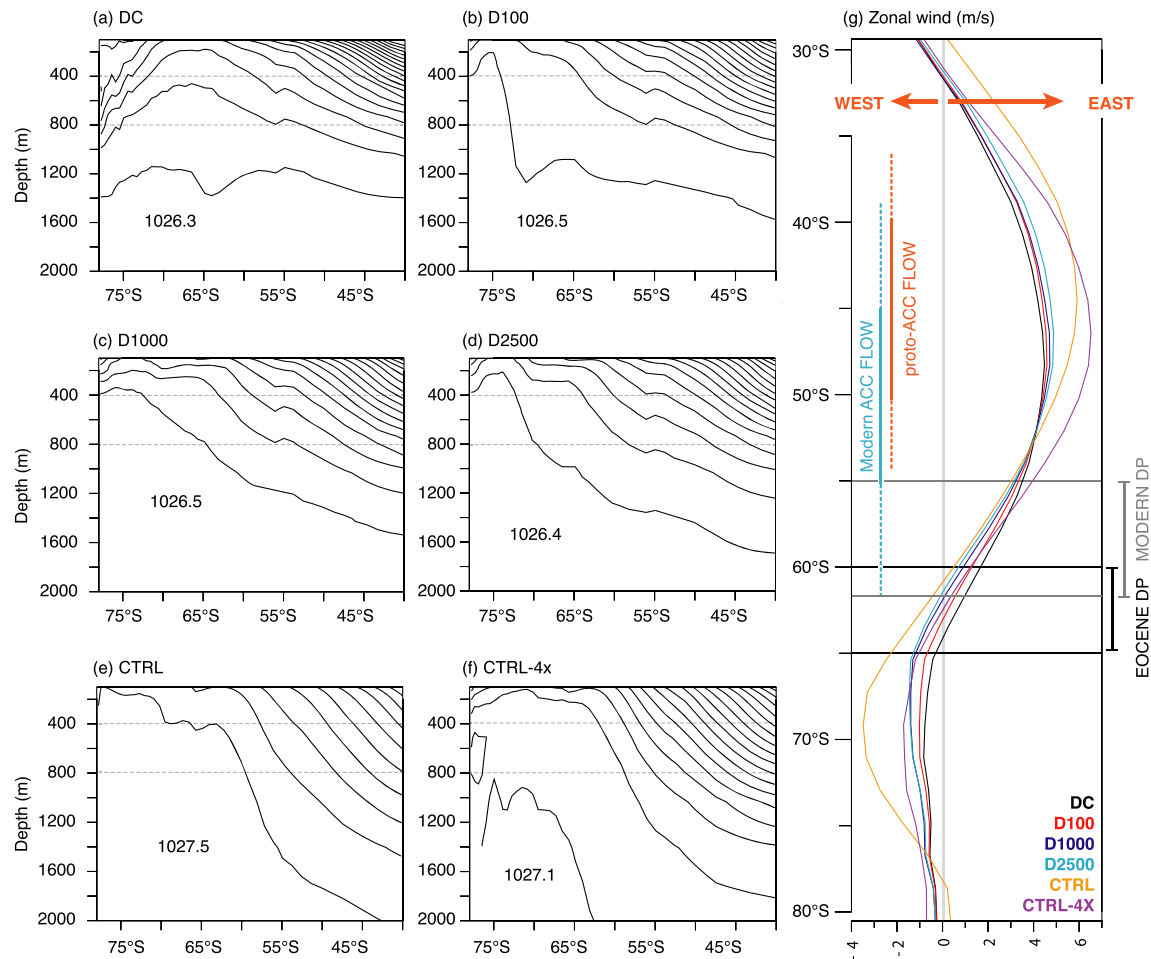 (a) DC
400
800
1200
1600
2000
Depth (m)
1026.3
75°S
65°S
55°S
45°S
(b) D100
400
800
1200
1600
2000
1026.5
75°S
65°S
55°S
45°S
(c) D1000
400
800
1200
1600
2000
Depth (m)
1026.5
75°S
65°S
55°S
45°S
(d) D2500
400
800
1200
1600
2000
1026.4
75°S
65°S
55°S
45°S
(e) CTRL
400
800
1200
1600
2000
Depth (m)
1027.5
75°S
65°S
55°S
45°S
(f) CTRL-4x
400
800
1200
1600
2000
1027.1
75°S
65°S
55°S
45°S
(g) Zonal wind (m/s)
30°S
40°S
50°S
60°S
70°S
80°S
WEST
EAST
Modern ACC FLOW
proto-ACC FLOW
MODERN DP
EOCENE DP
DC
D100
D1000
D2500
CTRL
CTRL-4X
- 4
- 2
0
2
4
6